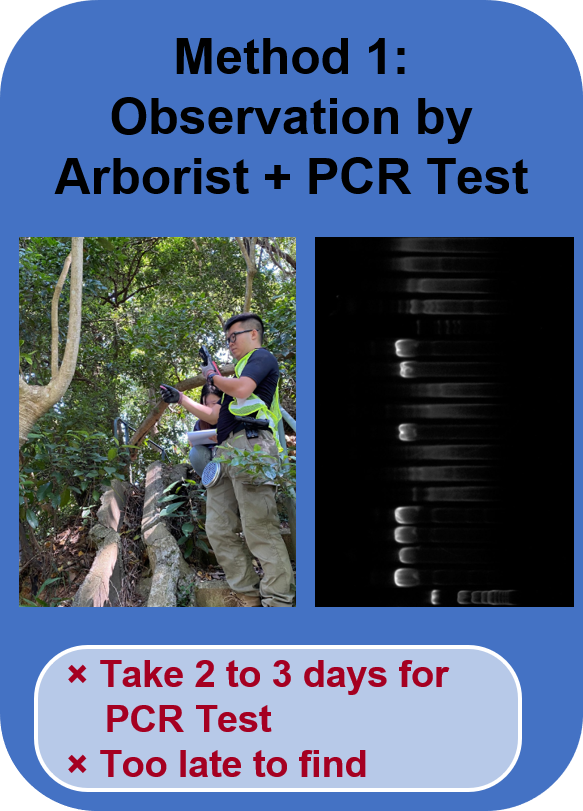 Method 1:
Observation by
Arborist + PCR Test
× Take 2 to 3 days for
PCR Test
× Too late to find